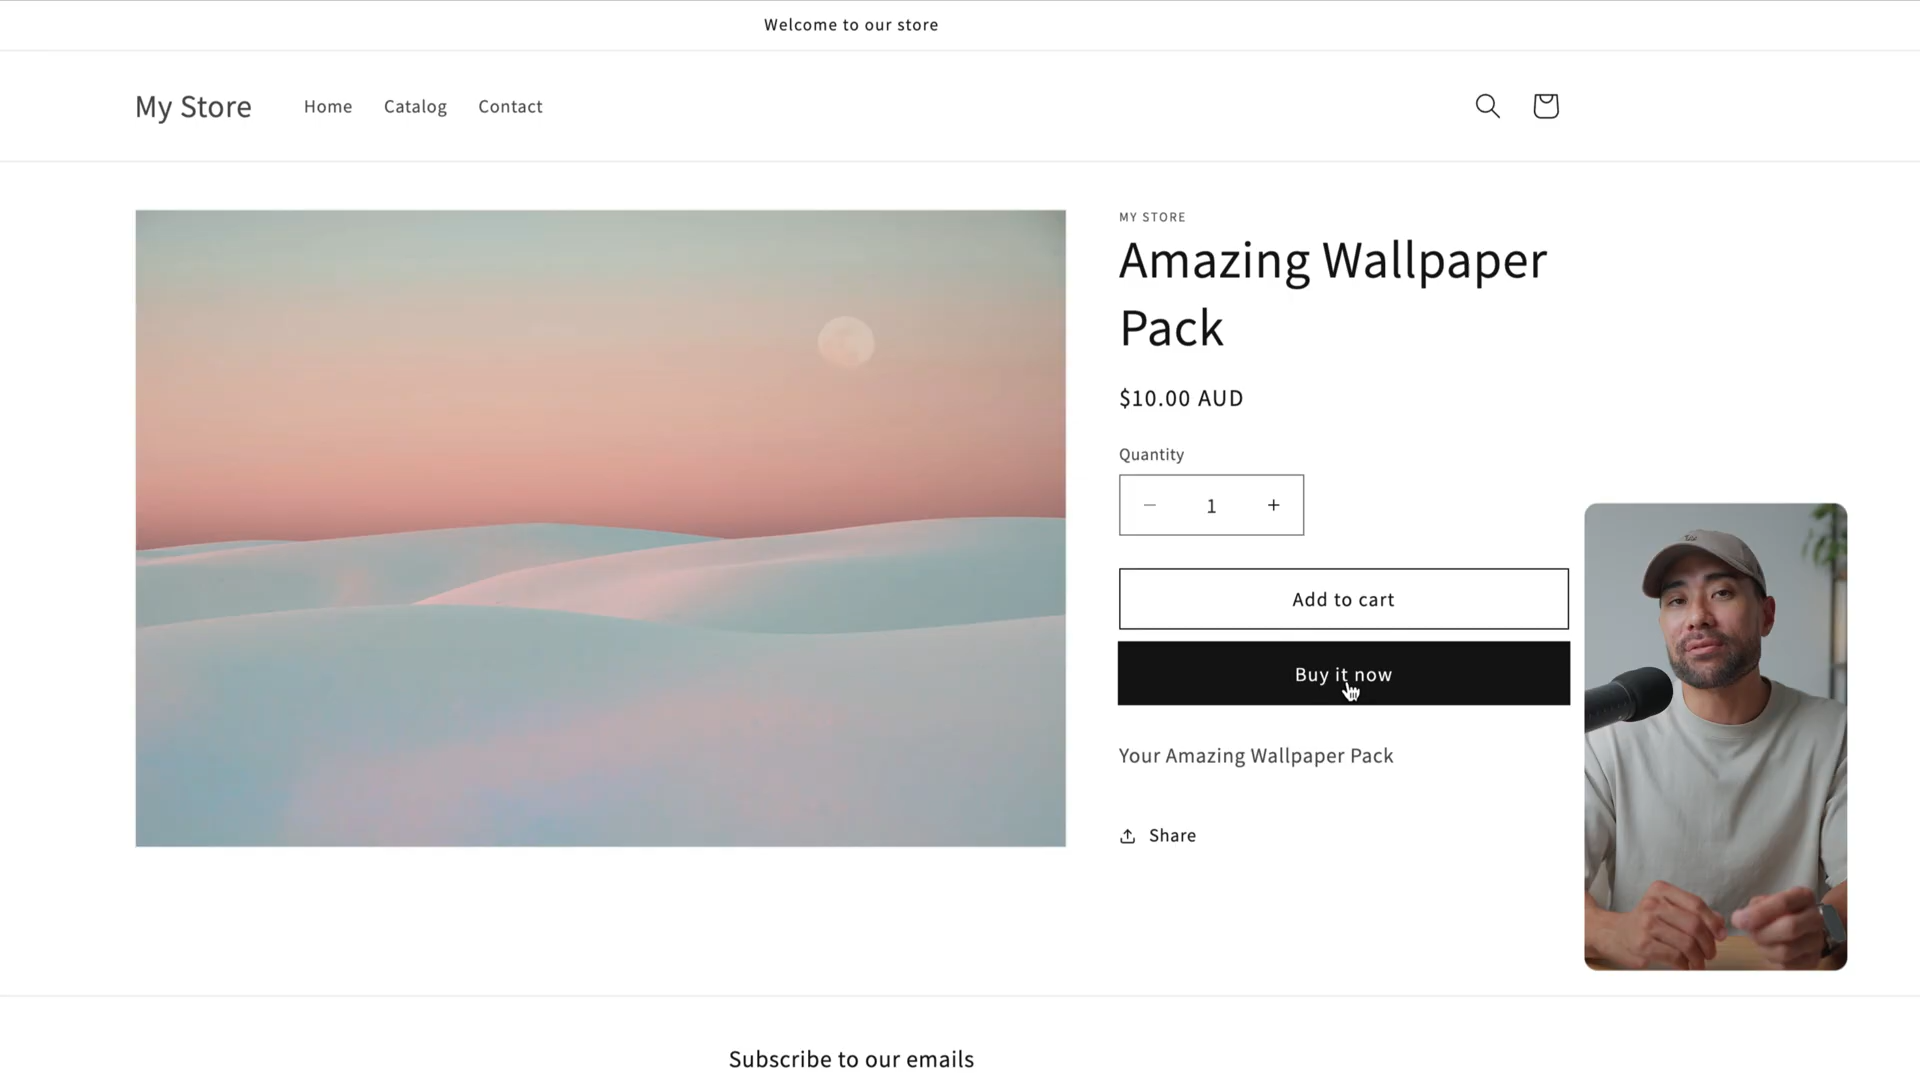 Welcome to our store
My Store
Home
Catalog
Contact
MY STORE
Amazing Wallpaper
Pack
$10.00 AUD
Quantity
1
Add to cart
Buy it now
Your Amazing Wallpaper Pack
Share
Subscribe to our emails